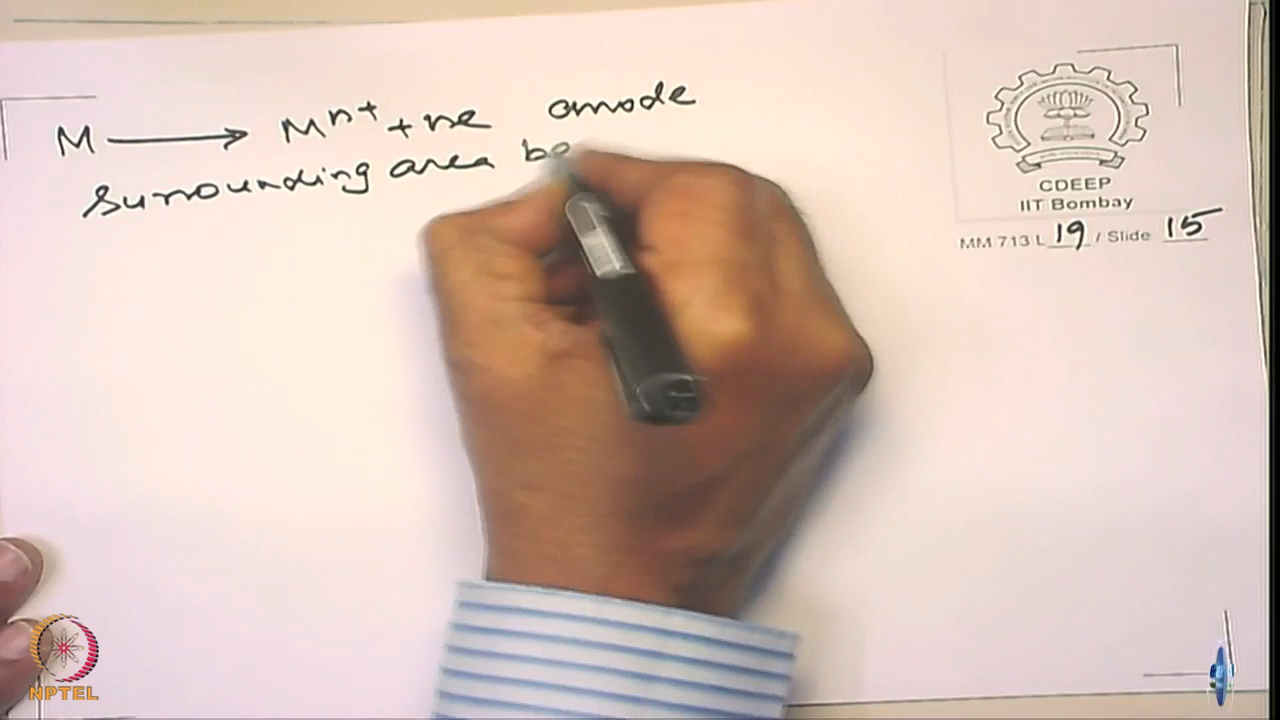 M ⟶ Mⁿ⁺ + ne anode
surrounding area be
CDEEP
IIT Bombay
MM 713 L 19 / Slide 15
NPTEL